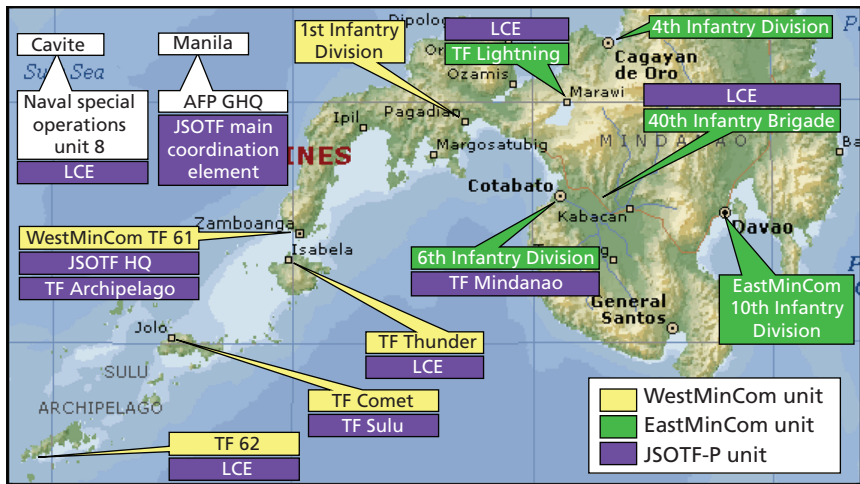 Cavite
Manila
1st Infantry
Division
LCE
TF Lightning
4th Infantry Division
Cagayan
de Oro
Ozamis
Marawi
Naval special
operations
unit 8
LCE
AFP GHQ
JSOTF main
coordination
element
LCE
40th Infantry Brigade
Ipil
Pagadian
Margosatubig
MINDANAO
INES
Cotabato
Kabacan
Davao
Zamboanga
WestMinCom TF 61
JSOTF HQ
TF Archipelago
Isabela
6th Infantry Division
TF Mindanao
EastMinCom
10th Infantry
Division
General
Santos
Jolo
TF Thunder
LCE
SULU
ARCHIPELAGO
TF Comet
TF Sulu
TF 62
LCE
WestMinCom unit
EastMinCom unit
JSOTF-P unit